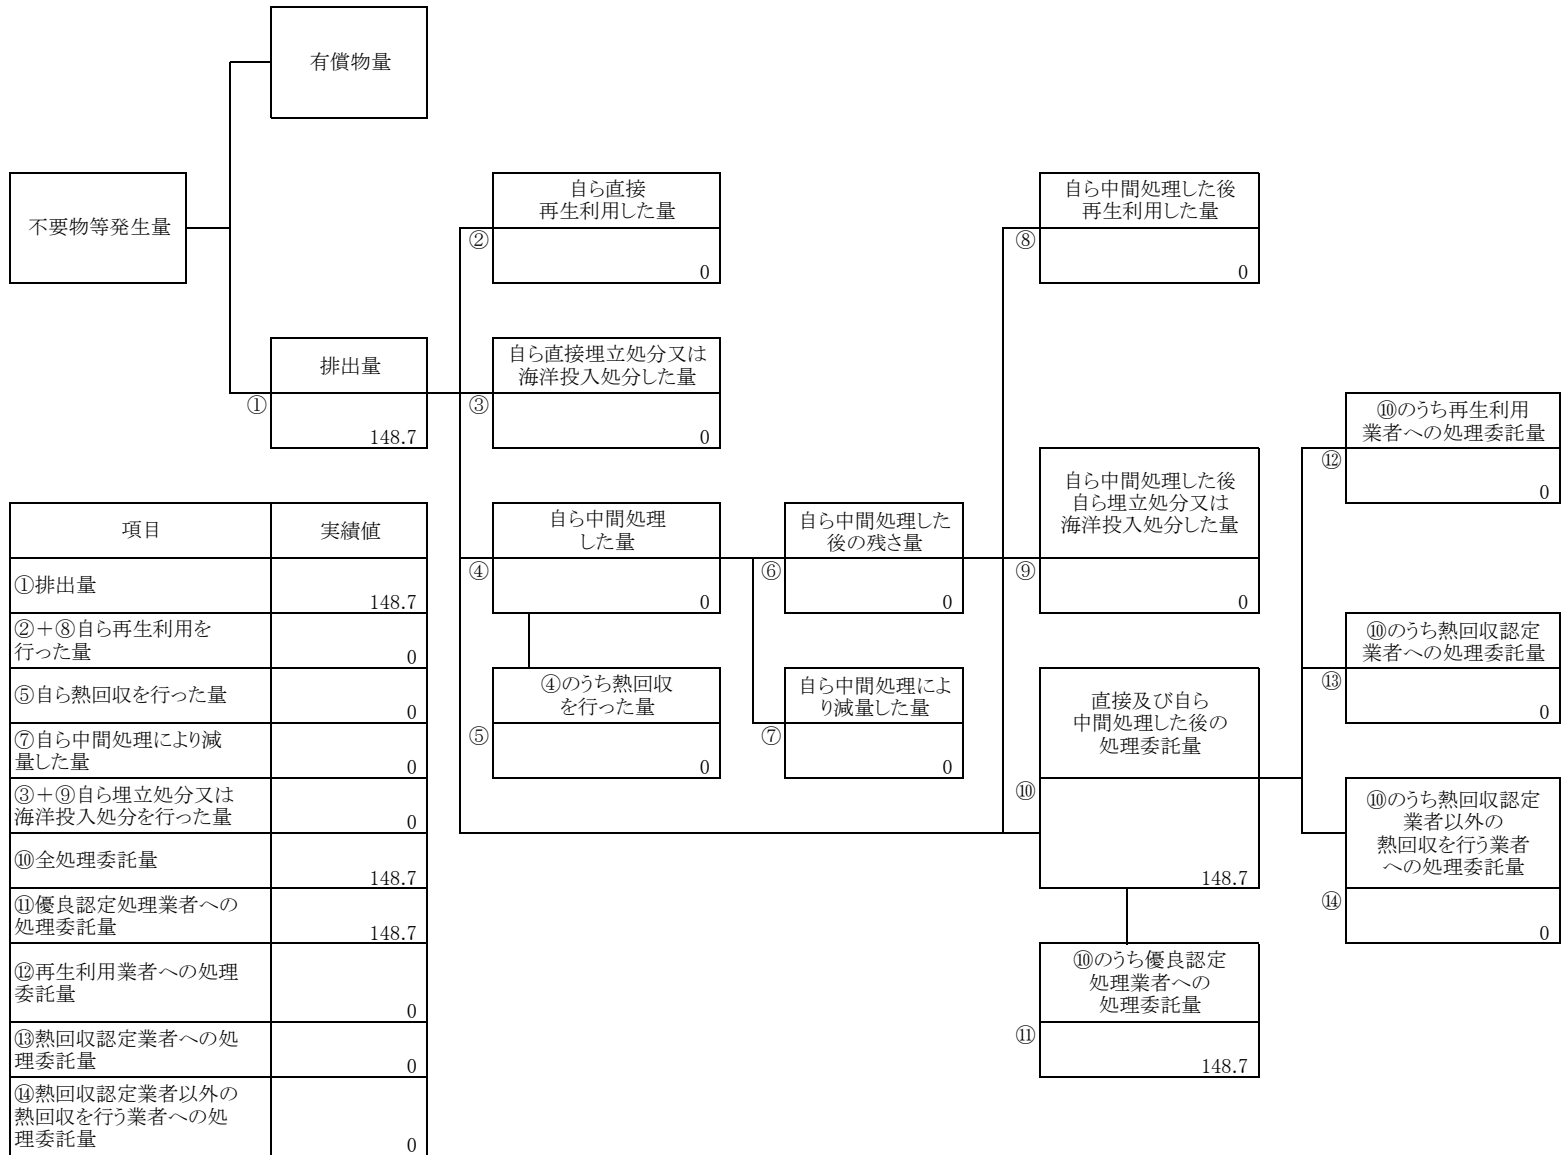 有償物量
不要物等発生量
排出量
①
148.7
自ら直接
再生利用した量
②
0
自ら直接埋立処分又は
海洋投入処分した量
③
0
自ら中間処理
した量
④
0
④のうち熱回収
を行った量
⑤
0
自ら中間処理した
後の残さ量
⑥
0
自ら中間処理によ
り減量した量
⑦
0
自ら中間処理した後
再生利用した量
⑧
0
自ら中間処理した後
自ら埋立処分又は
海洋投入処分した量
⑨
0
直接及び自ら
中間処理した後の
処理委託量
⑩
148.7
⑩のうち優良認定
処理業者への
処理委託量
⑪
148.7
⑩のうち再生利用
業者への処理委託量
⑫
0
⑩のうち熱回収認定
業者への処理委託量
⑬
0
⑩のうち熱回収認定
業者以外の
熱回収を行う業者
への処理委託量
⑭
0
項目 実績値
①排出量 148.7
②＋⑧自ら再生利用を
行った量 0
⑤自ら熱回収を行った量 0
⑦自ら中間処理により減
量した量 0
③＋⑨自ら埋立処分又は
海洋投入処分を行った量 0
⑩全処理委託量 148.7
⑪優良認定処理業者への
処理委託量 148.7
⑫再生利用業者への処理
委託量 0
⑬熱回収認定業者への処
理委託量 0
⑭熱回収認定業者以外の
熱回収を行う業者への処
理委託量 0